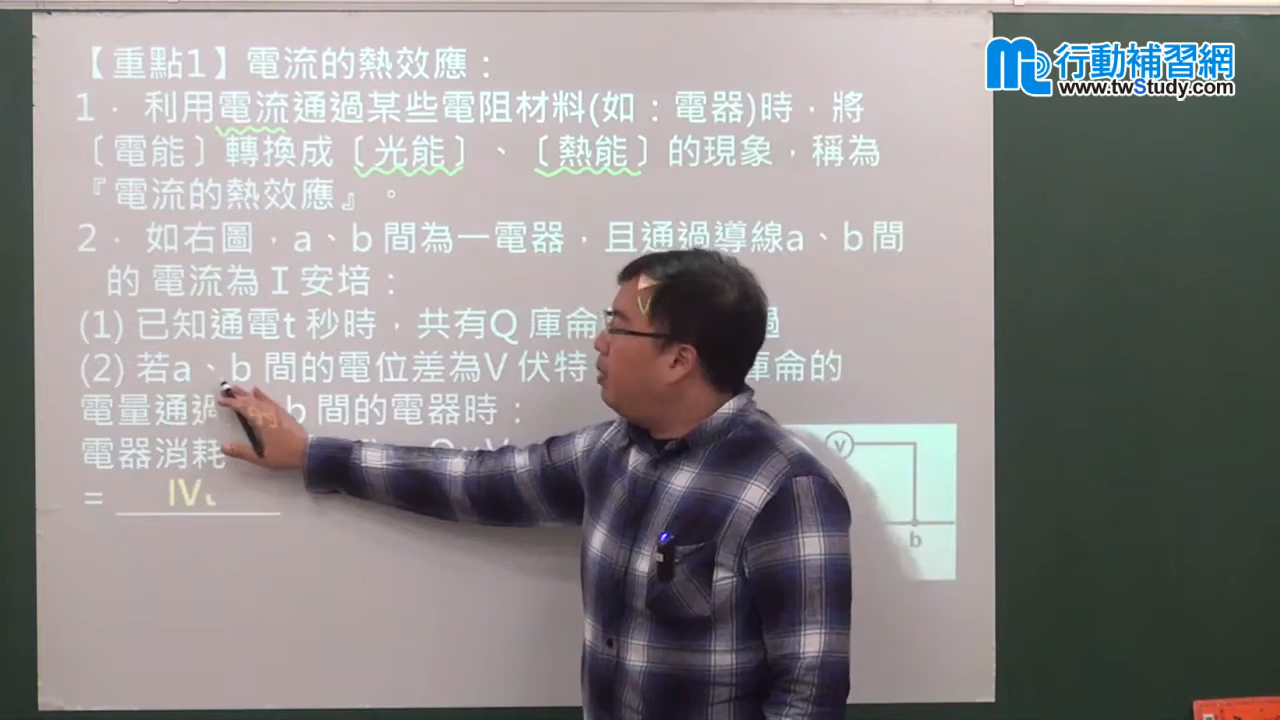 行動補習網
www.twStudy.com
【重點1】電流的熱效應：
1． 利用電流通過某些電阻材料(如：電器)時，將
〔電能〕轉換成〔光能〕、〔熱能〕的現象，稱為
『電流的熱效應』。
2． 如右圖，a、b間為一電器，且通過導線a、b間
的 電流為 I 安培：
(1) 已知通電t 秒時，共有Q 庫侖
(2) 若a、b 間的電位差為V 伏特 庫侖的
電量通過 b 間的電器時：
電器消耗
= IVt
V
b